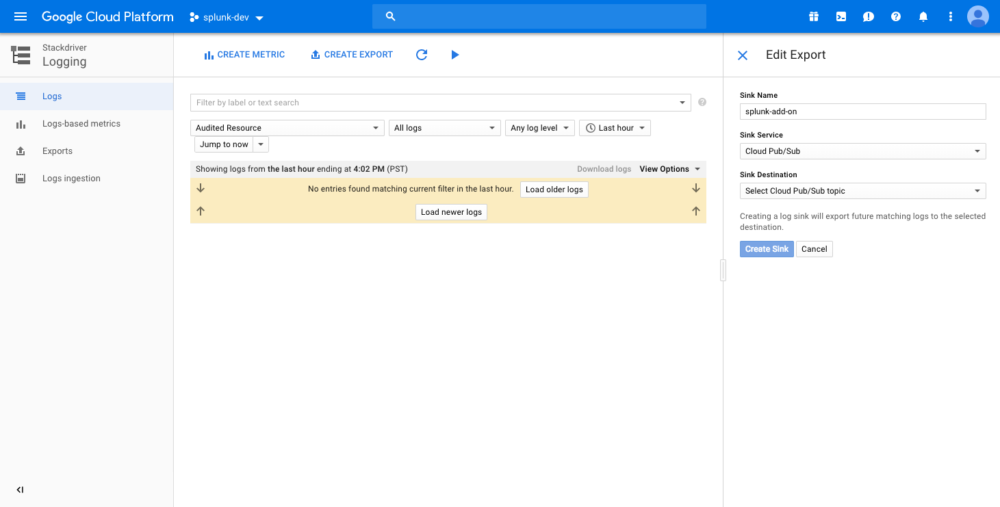 Google Cloud Platform
splunk-dev
Stackdriver
Logging
Logs
Logs-based metrics
Exports
Logs ingestion
CREATE METRIC
CREATE EXPORT
Filter by label or text search
Audited Resource
All logs
Any log level
Last hour
Jump to now
Showing logs from the last hour ending at 4:02 PM (PST)
Download logs
View Options
No entries found matching current filter in the last hour.
Load older logs
Load newer logs
Edit Export
Sink Name
splunk-add-on
Sink Service
Cloud Pub/Sub
Sink Destination
Select Cloud Pub/Sub topic
Creating a log sink will export future matching logs to the selected
destination.
Create Sink
Cancel